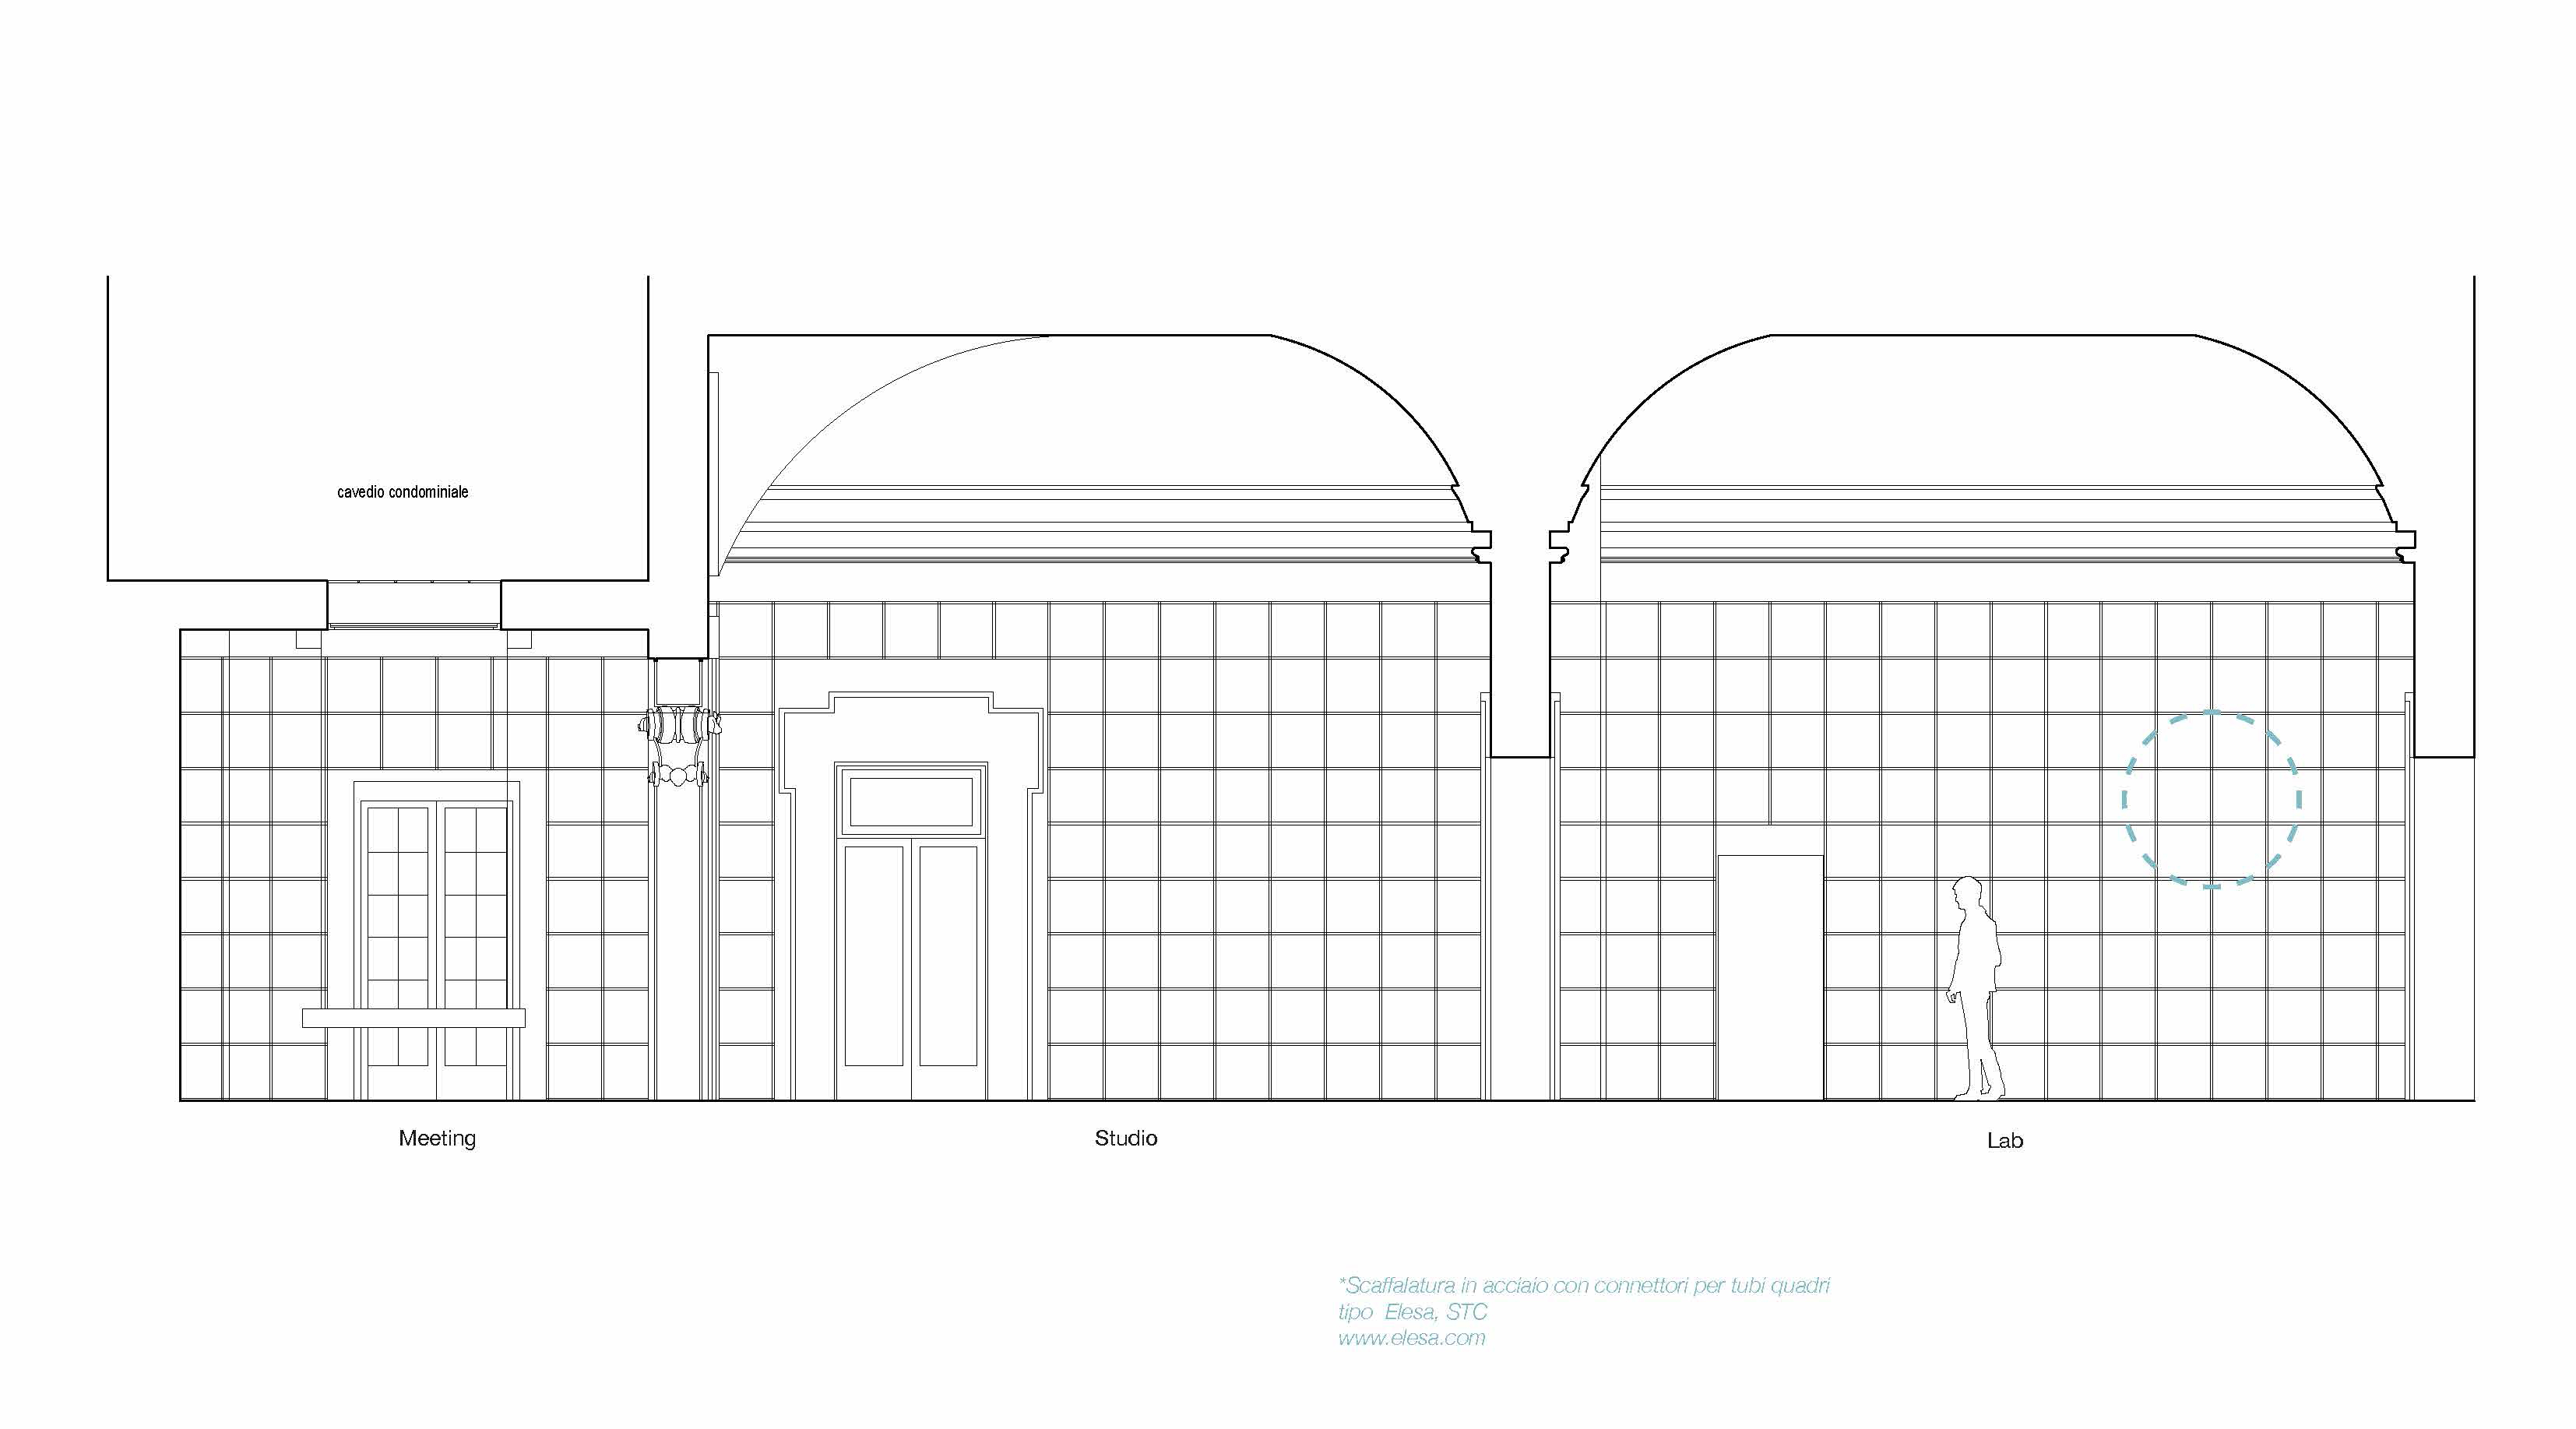 cavedio condominiale
Meeting
Studio
Lab
*Scaffalatura in acciaio con connettori per tubi quadri
tipo Elesa, STC
www.elesa.com